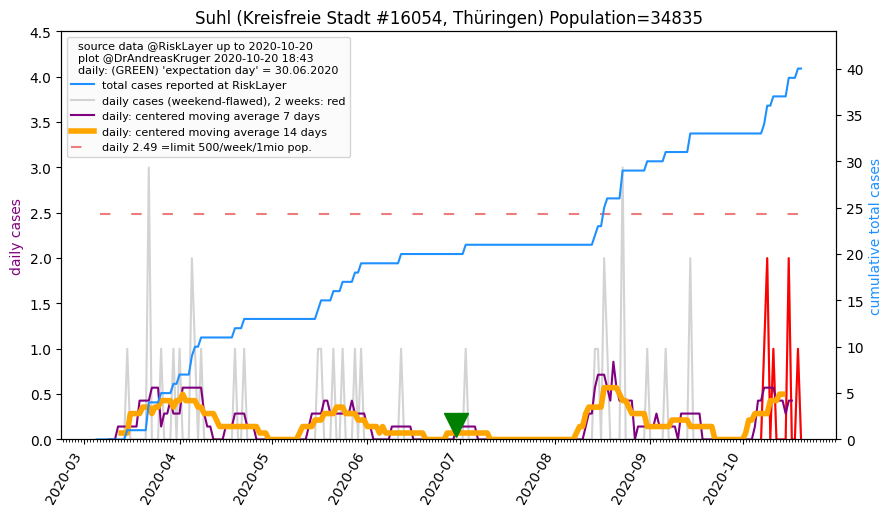 Suhl (Kreisfreie Stadt #16054, Thüringen) Population=34835
source data @RiskLayer up to 2020-10-20
plot @DrAndreasKruger 2020-10-20 18:43
daily: (GREEN) 'expectation day' = 30.06.2020
total cases reported at RiskLayer
daily cases (weekend-flawed), 2 weeks: red
daily: centered moving average 7 days
daily: centered moving average 14 days
daily 2.49 =limit 500/week/1mio pop.
daily cases
4.5
4.0
3.5
3.0
2.5
2.0
1.5
1.0
0.5
0.0
cumulative total cases
40
35
30
25
20
15
10
5
0
2020-03
2020-04
2020-05
2020-06
2020-07
2020-08
2020-09
2020-10